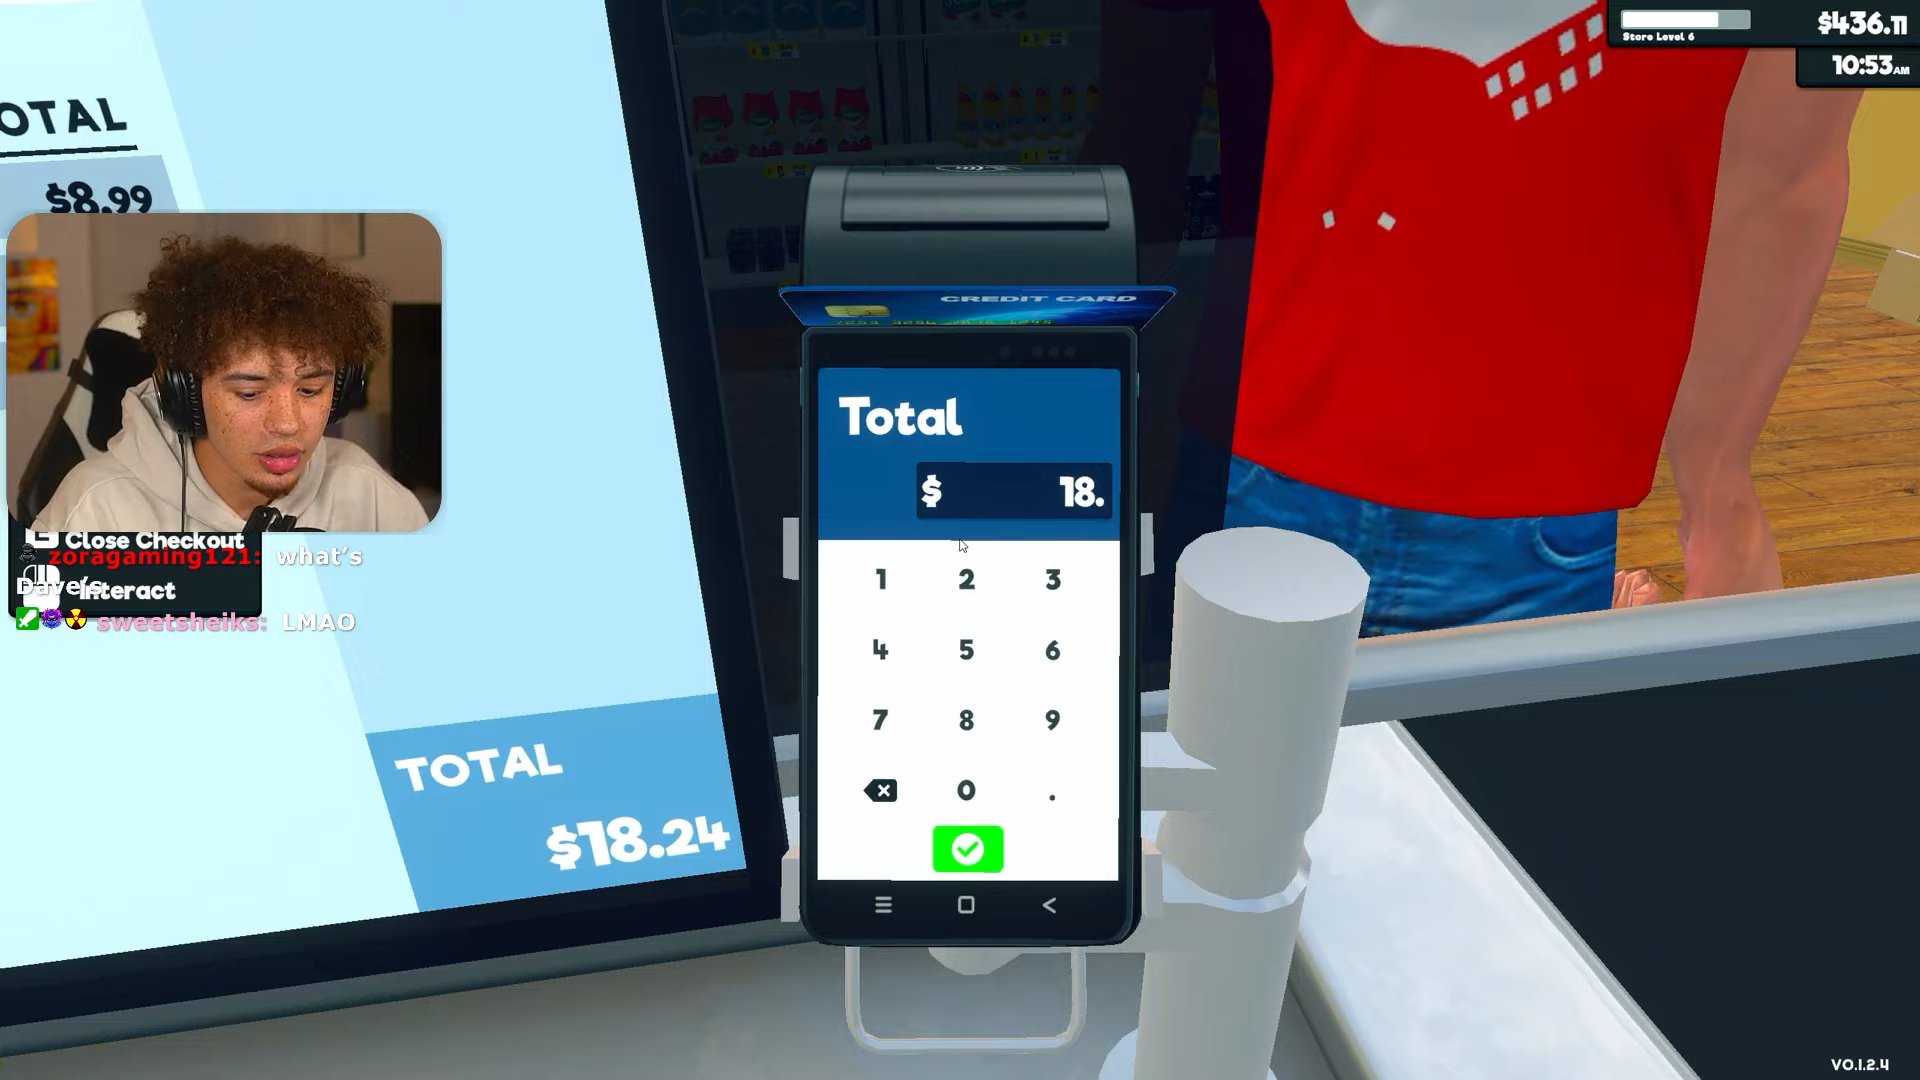 $436.11
Store Level 6
10:53AM
OTAL
$8.99
CREDIT CARD
Total
$ 18.
1 2 3
4 5 6
7 8 9
0 .
Close Checkout
zoragaming121: what's
Dave's
Interact
sweetsheiks: LMAO
TOTAL
$18.24
V0.1.2.4